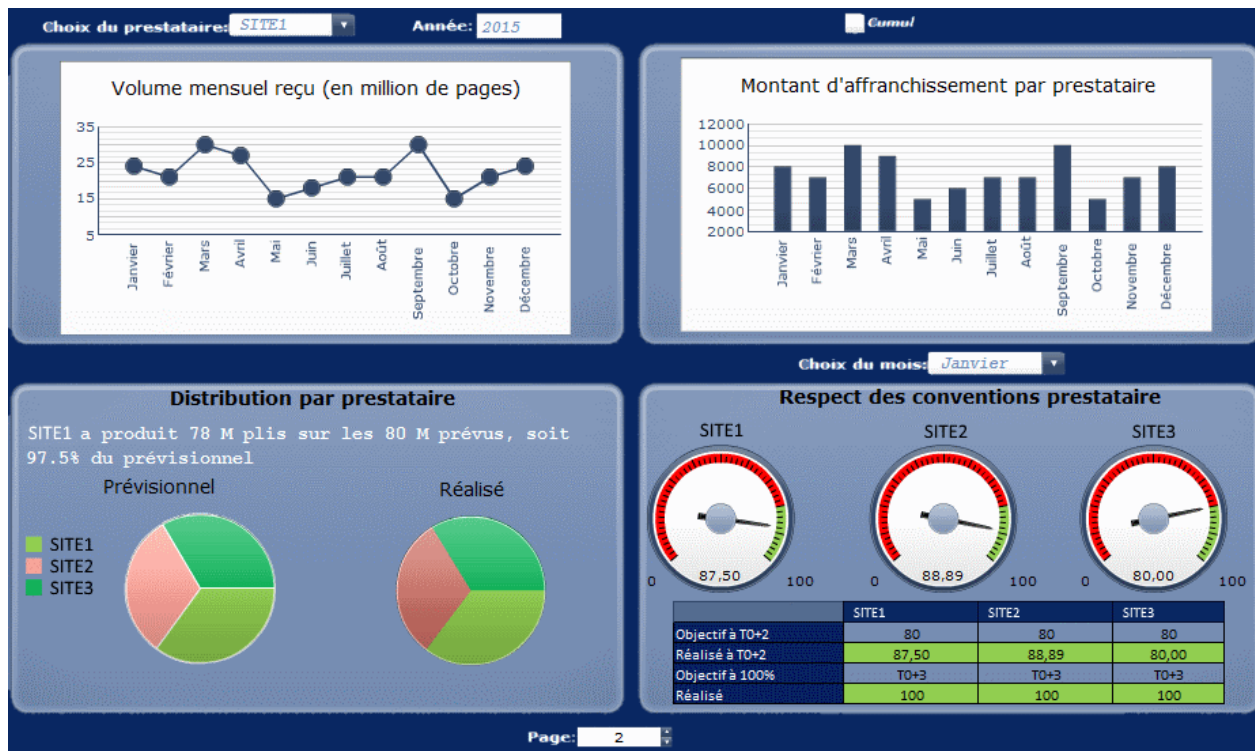 Choix du prestataire: SITE1 Année: 2015 Cumul
Volume mensuel reçu (en million de pages)
35
25
15
5
Janvier Février Mars Avril Mai Juin Juillet Août Septembre Octobre Novembre Décembre
Montant d'affranchissement par prestataire
12000
10000
8000
6000
4000
2000
Janvier Février Mars Avril Mai Juin Juillet Août Septembre Octobre Novembre Décembre
Choix du mois: Janvier
Distribution par prestataire
SITE1 a produit 78 M plis sur les 80 M prévus, soit
97.5% du prévisionnel
Prévisionnel Réalisé
SITE1
SITE2
SITE3
Respect des conventions prestataire
SITE1 SITE2 SITE3
0 87,50 100 0 88,89 100 0 80,00 100
SITE1 SITE2 SITE3
Objectif à T0+2 80 80 80
Réalisé à T0+2 87,50 88,89 80,00
Objectif à 100% T0+3 T0+3 T0+3
Réalisé 100 100 100
Page: 2